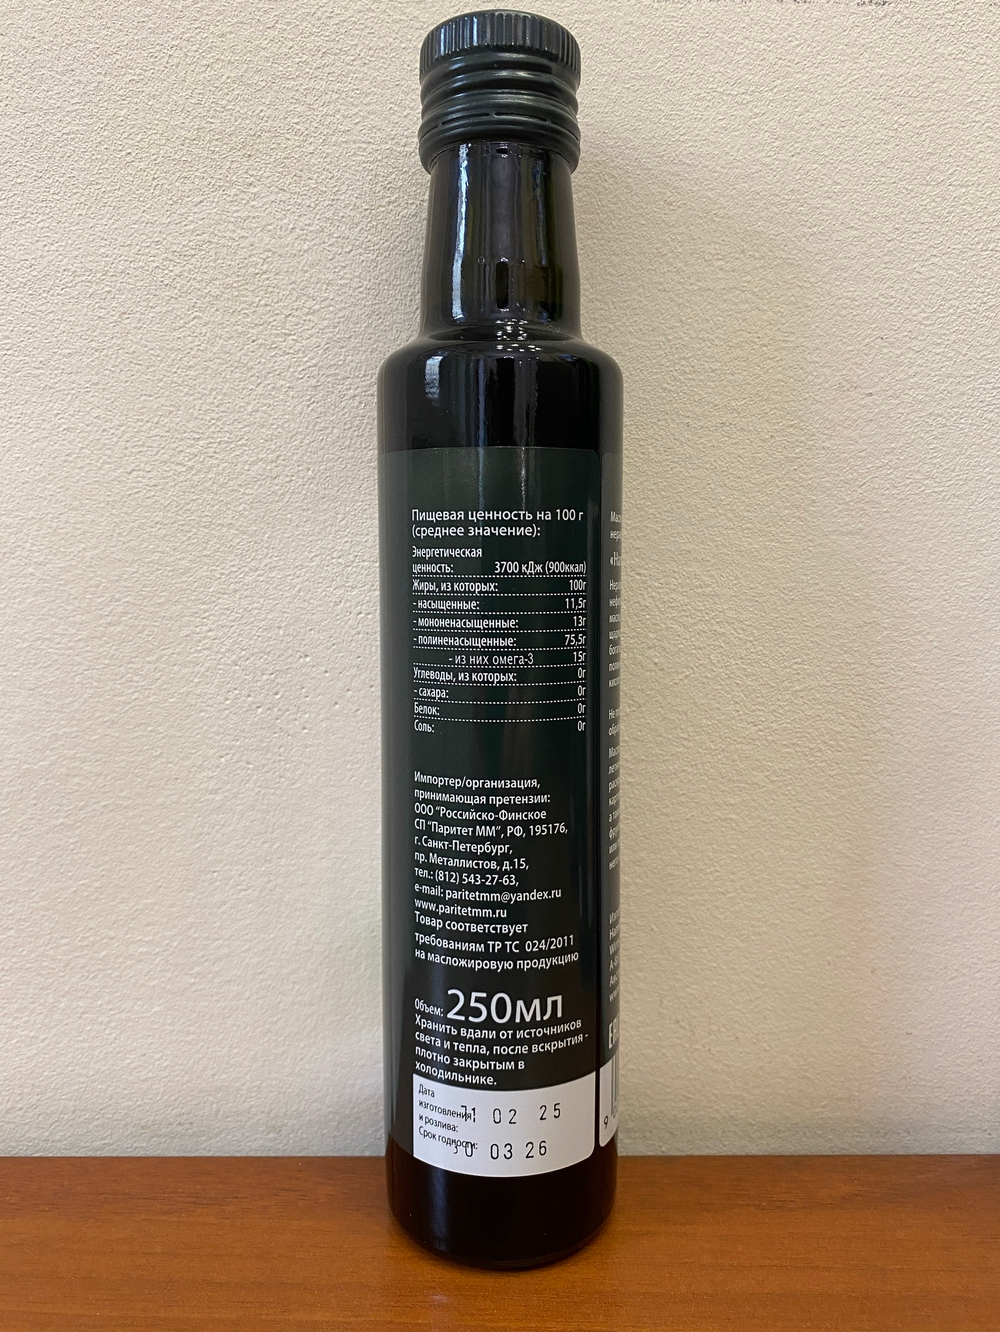 Пищевая ценность на 100 г
(среднее значение):
Энергетическая
ценность: 3700 кДж (900ккал)
Жиры, из которых: 100г
- насыщенные: 11,5г
- мононенасыщенные: 13г
- полиненасыщенные: 75,5г
- из них омега-3 15г
Углеводы, из которых: 0г
- сахара: 0г
Белок: 0г
Соль: 0г
Импортер/организация,
принимающая претензии:
ООО "Российско-Финское
СП "Паритет ММ", РФ, 195176,
г. Санкт-Петербург,
пр. Металлистов, д.15,
тел.: (812) 543-27-63,
e-mail: paritetmm@yandex.ru
www.paritetmm.ru
Товар соответствует
требованиям ТР ТС 024/2011
на масложировую продукцию
Объем: 250мл
Хранить вдали от источников
света и тепла, после вскрытия -
плотно закрытым в
холодильнике.
Дата
изготовления 02 25
и розлива:
Срок годности: 03 26
9